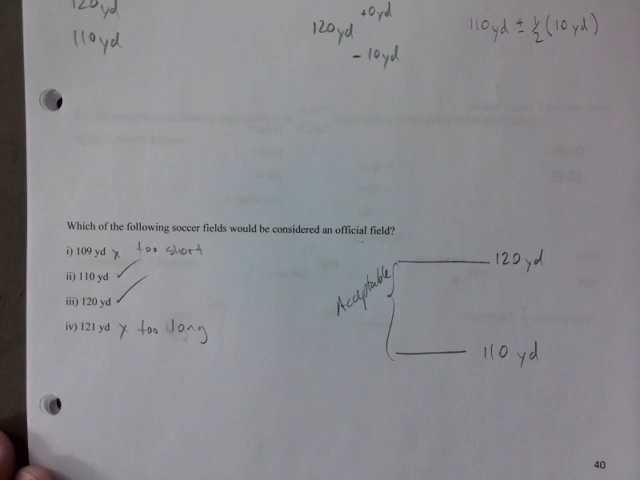 120yd
110yd
120yd +0yd
- 10yd
110yd ± 1/2 (10yd)
Which of the following soccer fields would be considered an official field?
i) 109 yd x too short
ii) 110 yd ✓
iii) 120 yd ✓
iv) 121 yd x too long
Acceptable
120yd
110 yd
40